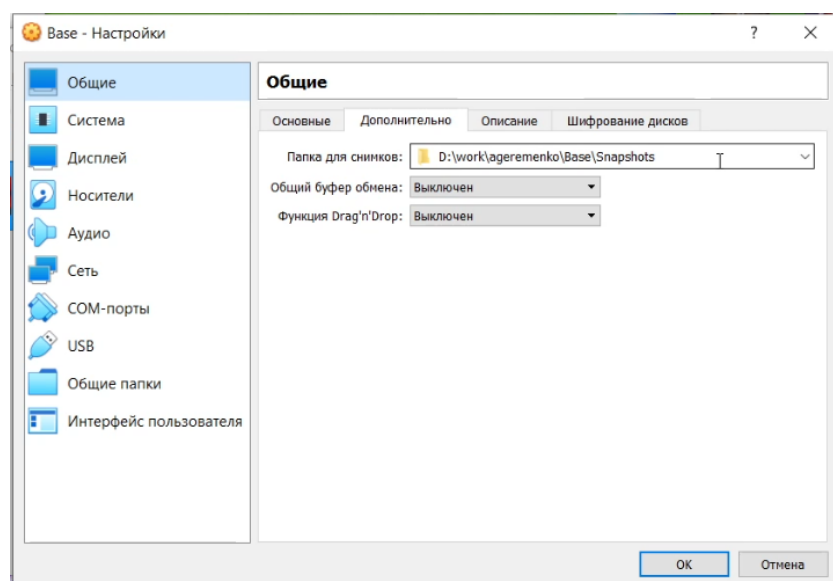 Base - Настройки
Общие
Система
Дисплей
Носители
Аудио
Сеть
COM-порты
USB
Общие папки
Интерфейс пользователя
Общие
Основные Дополнительно Описание Шифрование дисков
Папка для снимков: D:\work\ageremenko\Base\Snapshots
Общий буфер обмена: Выключен
Функция Drag'n'Drop: Выключен
OK Отмена